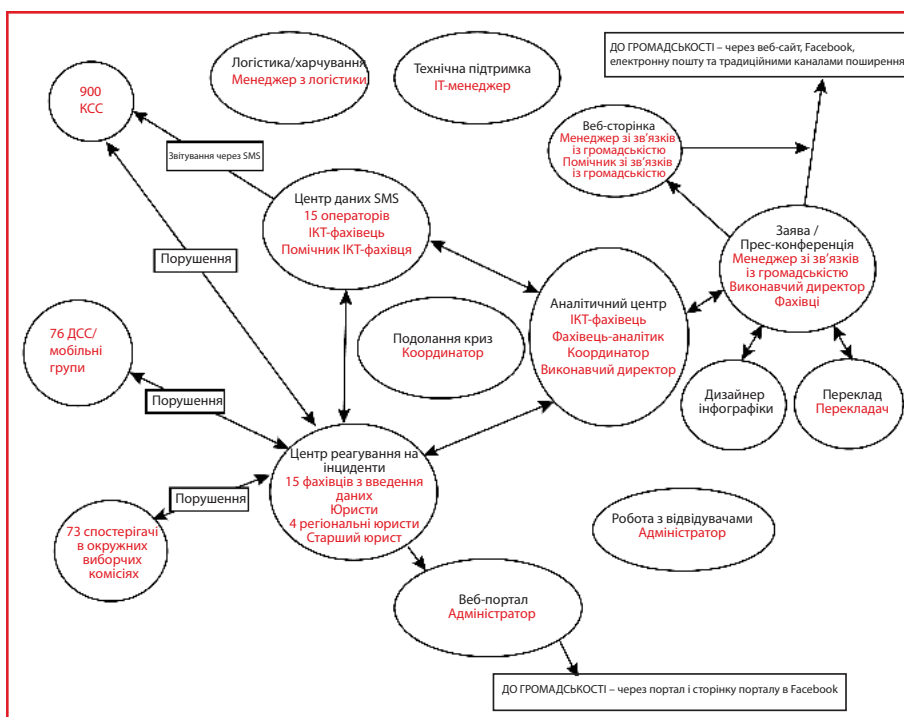 ДО ГРОМАДСЬКОСТІ – через веб-сайт, Facebook,
електронну пошту та традиційними каналами поширення
Логістика/харчування
Менеджер з логістики
Технічна підтримка
ІТ-менеджер
900
КСС
Звітування через SMS
Веб-сторінка
Менеджер зі зв’язків
із громадськістю
Помічник зі зв’язків
із громадськістю
Центр даних SMS
15 операторів
ІКТ-фахівець
Помічник ІКТ-фахівця
Заява /
Прес-конференція
Менеджер зі зв’язків
із громадськістю
Виконавчий директор
Фахівці
Порушення
Аналітичний центр
ІКТ-фахівець
Фахівець-аналітик
Координатор
Виконавчий директор
Подолання криз
Координатор
76 ДСС/
мобільні
групи
Порушення
Дизайнер
інфографіки
Переклад
Перекладач
Центр реагування на
інциденти
15 фахівців з введення
даних
Юристи
4 регіональні юристи
Старший юрист
Порушення
73 спостерігачі
в окружних
виборчих
комісіях
Робота з відвідувачами
Адміністратор
Веб-портал
Адміністратор
ДО ГРОМАДСЬКОСТІ – через портал і сторінку порталу в Facebook